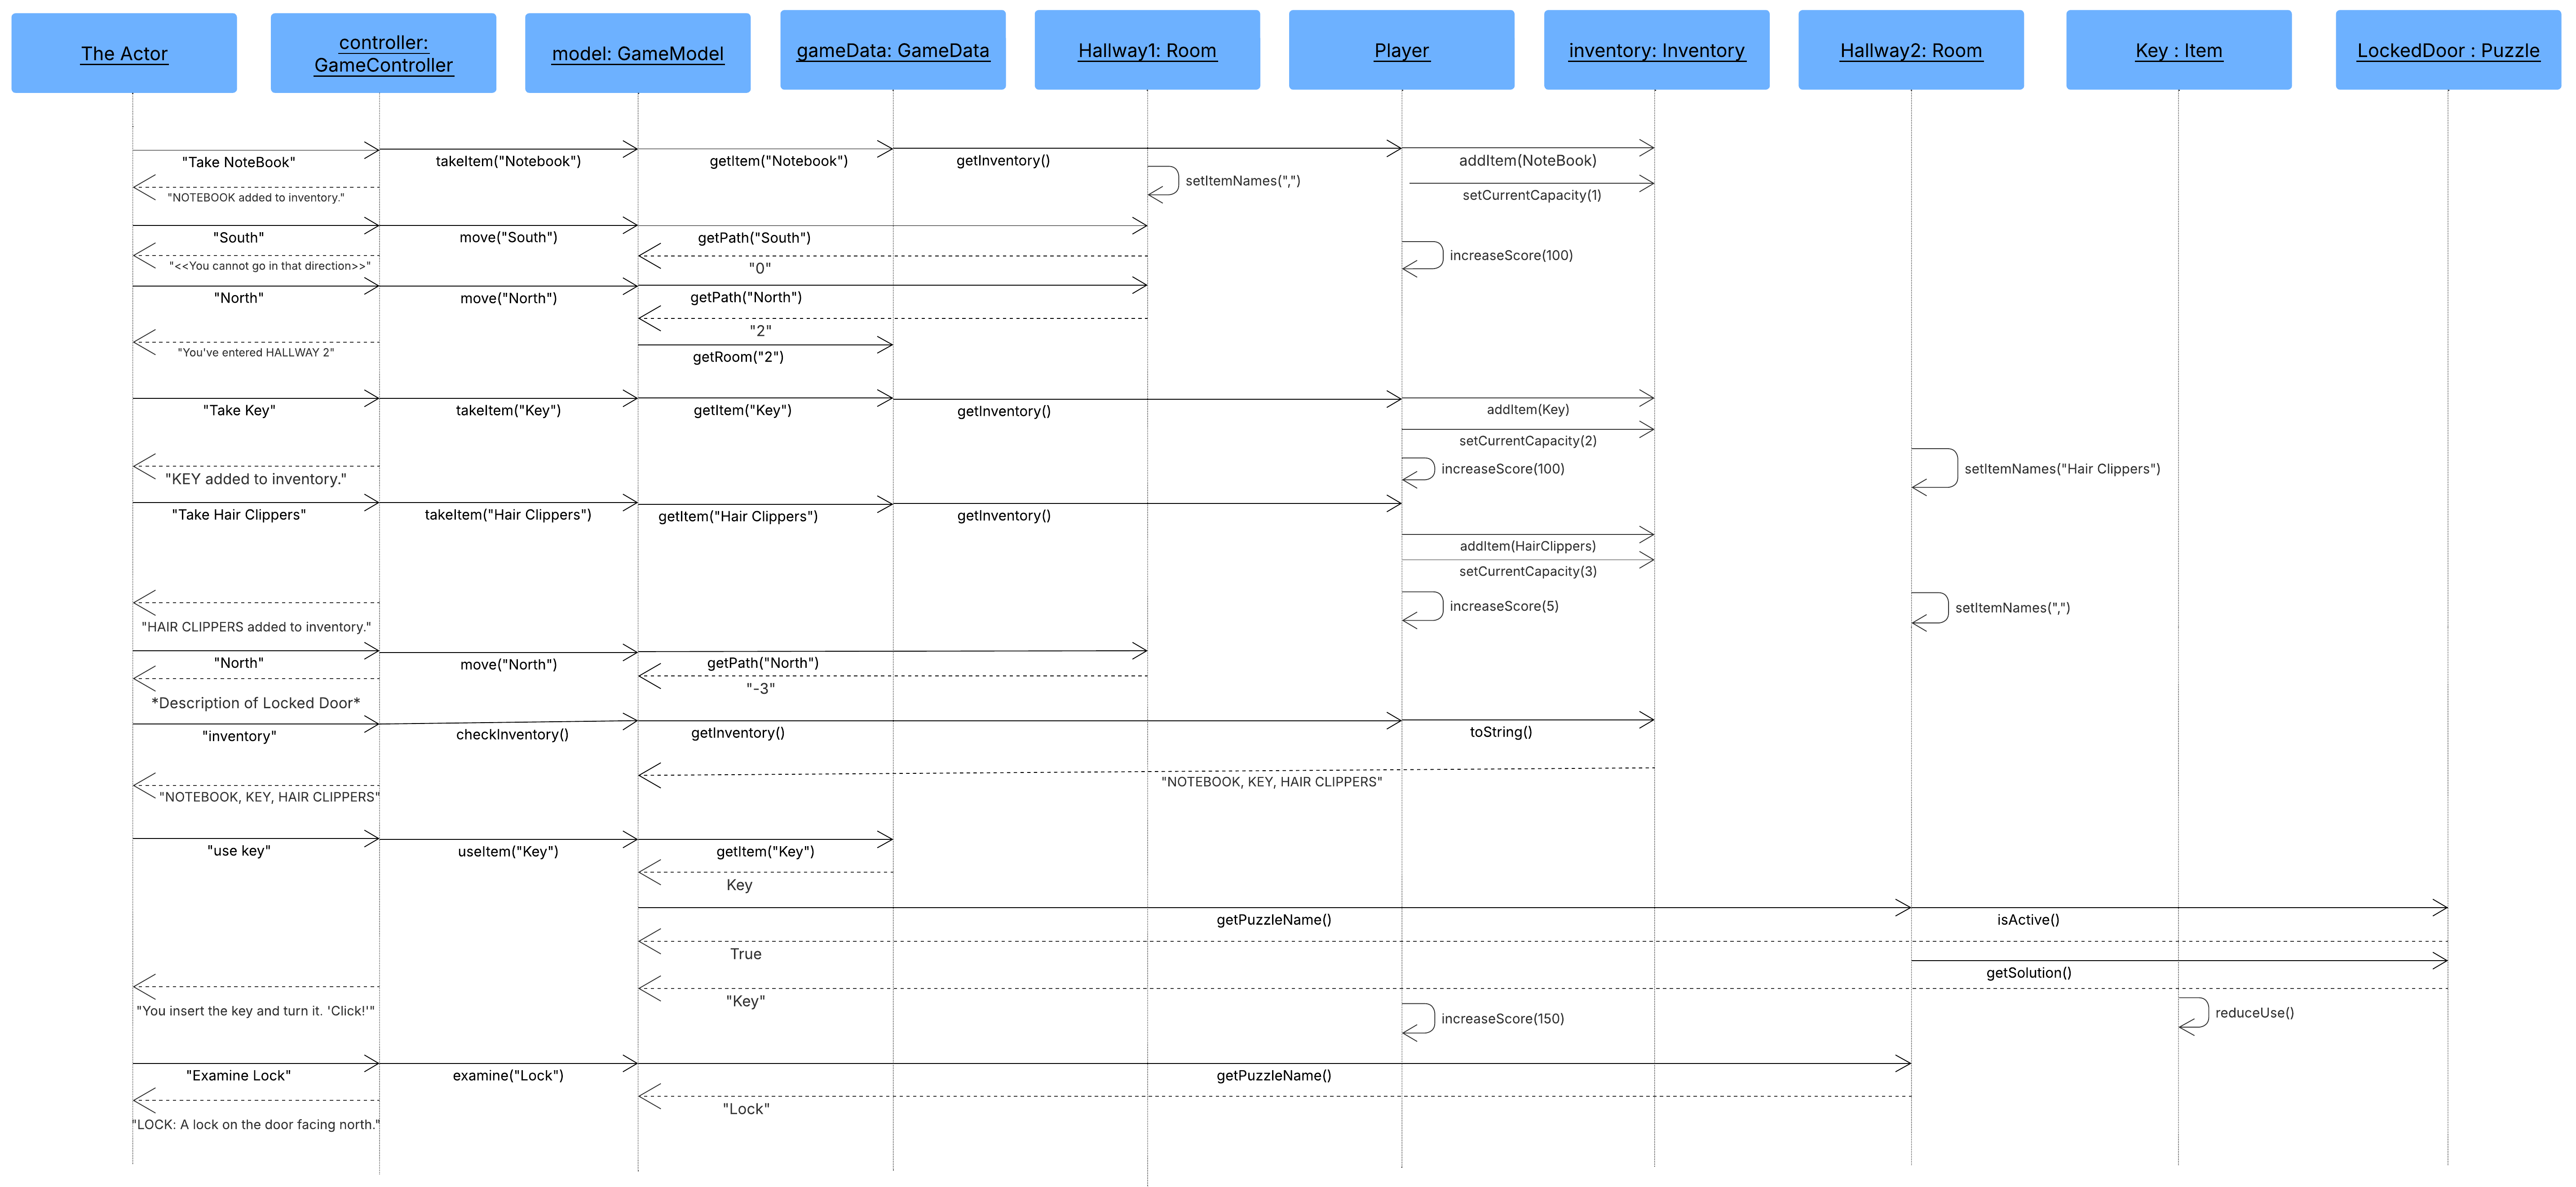 The Actor
controller:
GameController
model: GameModel
gameData: GameData
Hallway1: Room
Player
inventory: Inventory
Hallway2: Room
Key : Item
LockedDoor : Puzzle
"Take NoteBook"
takeItem("Notebook")
getItem("Notebook")
getInventory()
addItem(NoteBook)
setItemNames(",")
"NOTEBOOK added to inventory."
setCurrentCapacity(1)
"South"
move("South")
getPath("South")
increaseScore(100)
"<<You cannot go in that direction>>"
"0"
"North"
move("North")
getPath("North")
"2"
"You've entered HALLWAY 2"
getRoom("2")
"Take Key"
takeItem("Key")
getItem("Key")
getInventory()
addItem(Key)
setCurrentCapacity(2)
increaseScore(100)
setItemNames("Hair Clippers")
"KEY added to inventory."
"Take Hair Clippers"
takeItem("Hair Clippers")
getItem("Hair Clippers")
getInventory()
addItem(HairClippers)
setCurrentCapacity(3)
increaseScore(5)
setItemNames(",")
"HAIR CLIPPERS added to inventory."
"North"
move("North")
getPath("North")
"-3"
*Description of Locked Door*
"inventory"
checkInventory()
getInventory()
toString()
"NOTEBOOK, KEY, HAIR CLIPPERS"
"NOTEBOOK, KEY, HAIR CLIPPERS"
"use key"
useItem("Key")
getItem("Key")
Key
getPuzzleName()
isActive()
True
getSolution()
"Key"
"You insert the key and turn it. 'Click!'"
increaseScore(150)
reduceUse()
"Examine Lock"
examine("Lock")
getPuzzleName()
"Lock"
"LOCK: A lock on the door facing north."